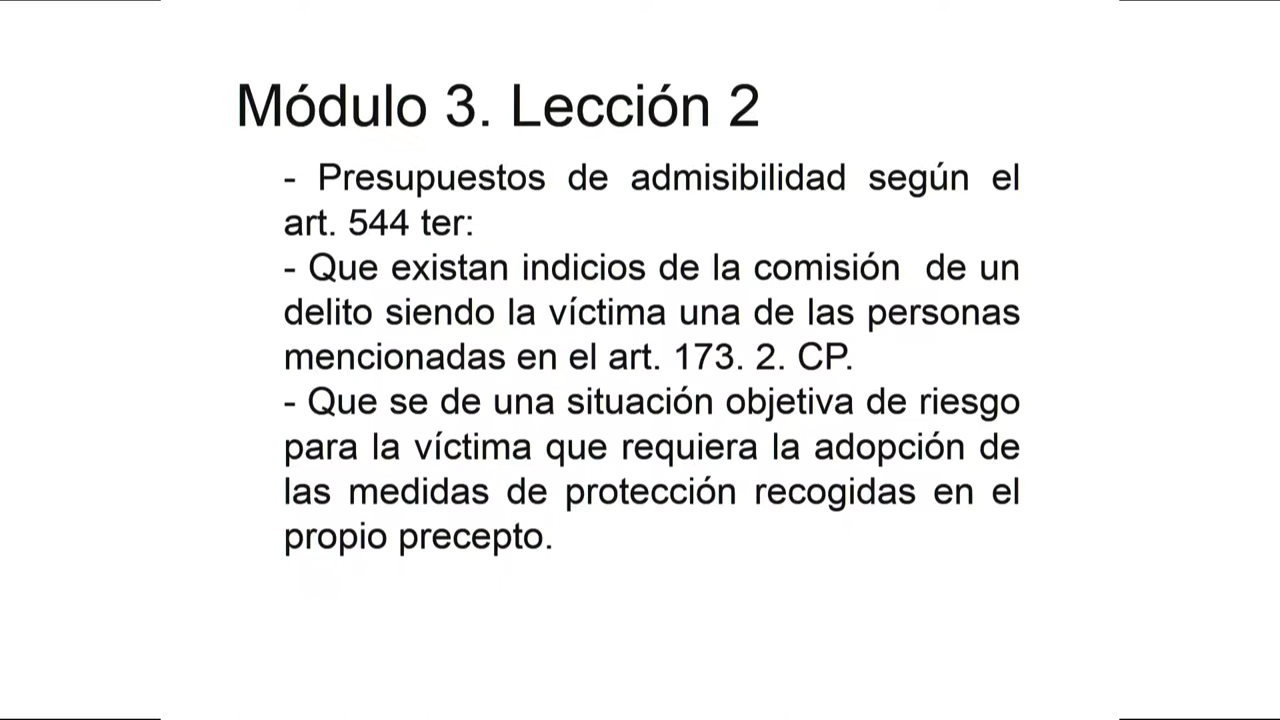 Módulo 3. Lección 2
- Presupuestos de admisibilidad según el
art. 544 ter:
- Que existan indicios de la comisión  de un
delito siendo la víctima una de las personas
mencionadas en el art. 173. 2. CP.
- Que se de una situación objetiva de riesgo
para la víctima que requiera la adopción de
las medidas de protección recogidas en el
propio precepto.